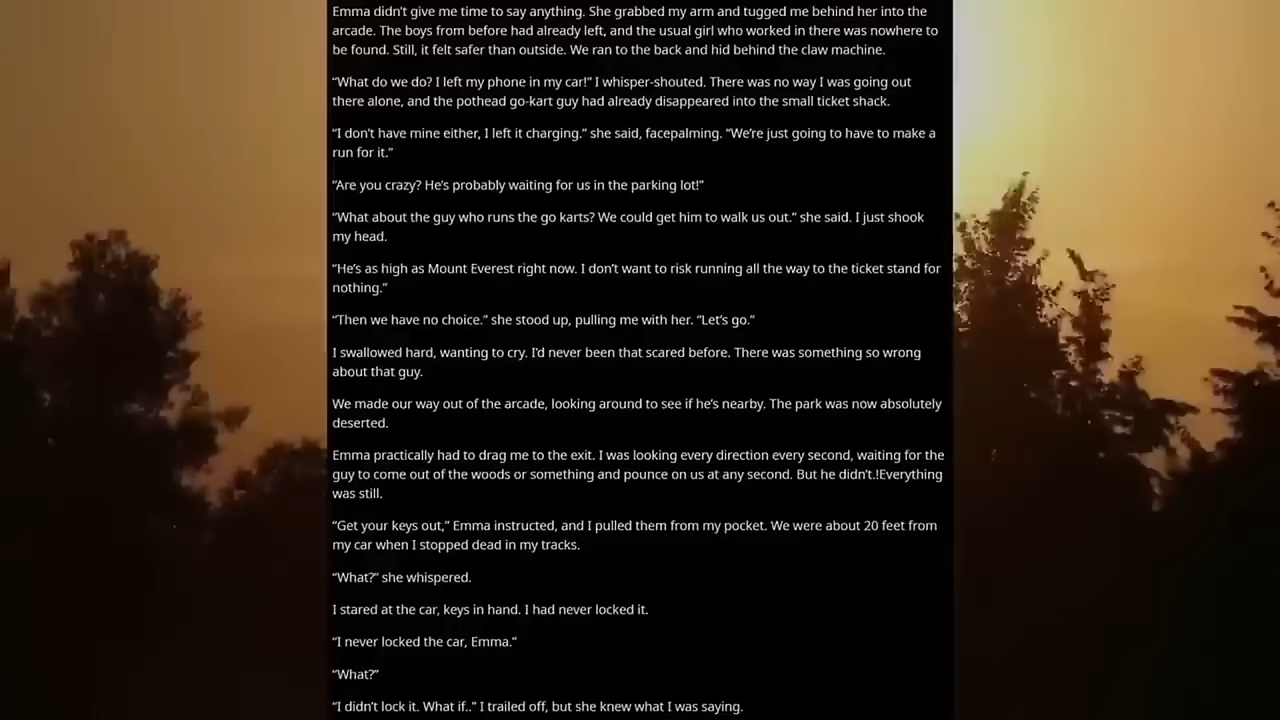 Emma didn’t give me time to say anything. She grabbed my arm and tugged me behind her into the
arcade. The boys from before had already left, and the usual girl who worked in there was nowhere to
be found. Still, it felt safer than outside. We ran to the back and hid behind the claw machine.
“What do we do? I left my phone in my car!” I whisper-shouted. There was no way I was going out
there alone, and the pothead go-kart guy had already disappeared into the small ticket shack.
“I don’t have mine either, I left it charging.” she said, facepalming. “We’re just going to have to make a
run for it.”
“Are you crazy? He’s probably waiting for us in the parking lot!”
“What about the guy who runs the go karts? We could get him to walk us out.” she said. I just shook
my head.
“He’s as high as Mount Everest right now. I don’t want to risk running all the way to the ticket stand for
nothing.”
“Then we have no choice.” she stood up, pulling me with her. “Let’s go.”
I swallowed hard, wanting to cry. I’d never been that scared before. There was something so wrong
about that guy.
We made our way out of the arcade, looking around to see if he’s nearby. The park was now absolutely
deserted.
Emma practically had to drag me to the exit. I was looking every direction every second, waiting for the
guy to come out of the woods or something and pounce on us at any second. But he didn’t.!Everything
was still.
“Get your keys out,” Emma instructed, and I pulled them from my pocket. We were about 20 feet from
my car when I stopped dead in my tracks.
“What?” she whispered.
I stared at the car, keys in hand. I had never locked it.
“I never locked the car, Emma.”
“What?”
“I didn’t lock it. What if..” I trailed off, but she knew what I was saying.